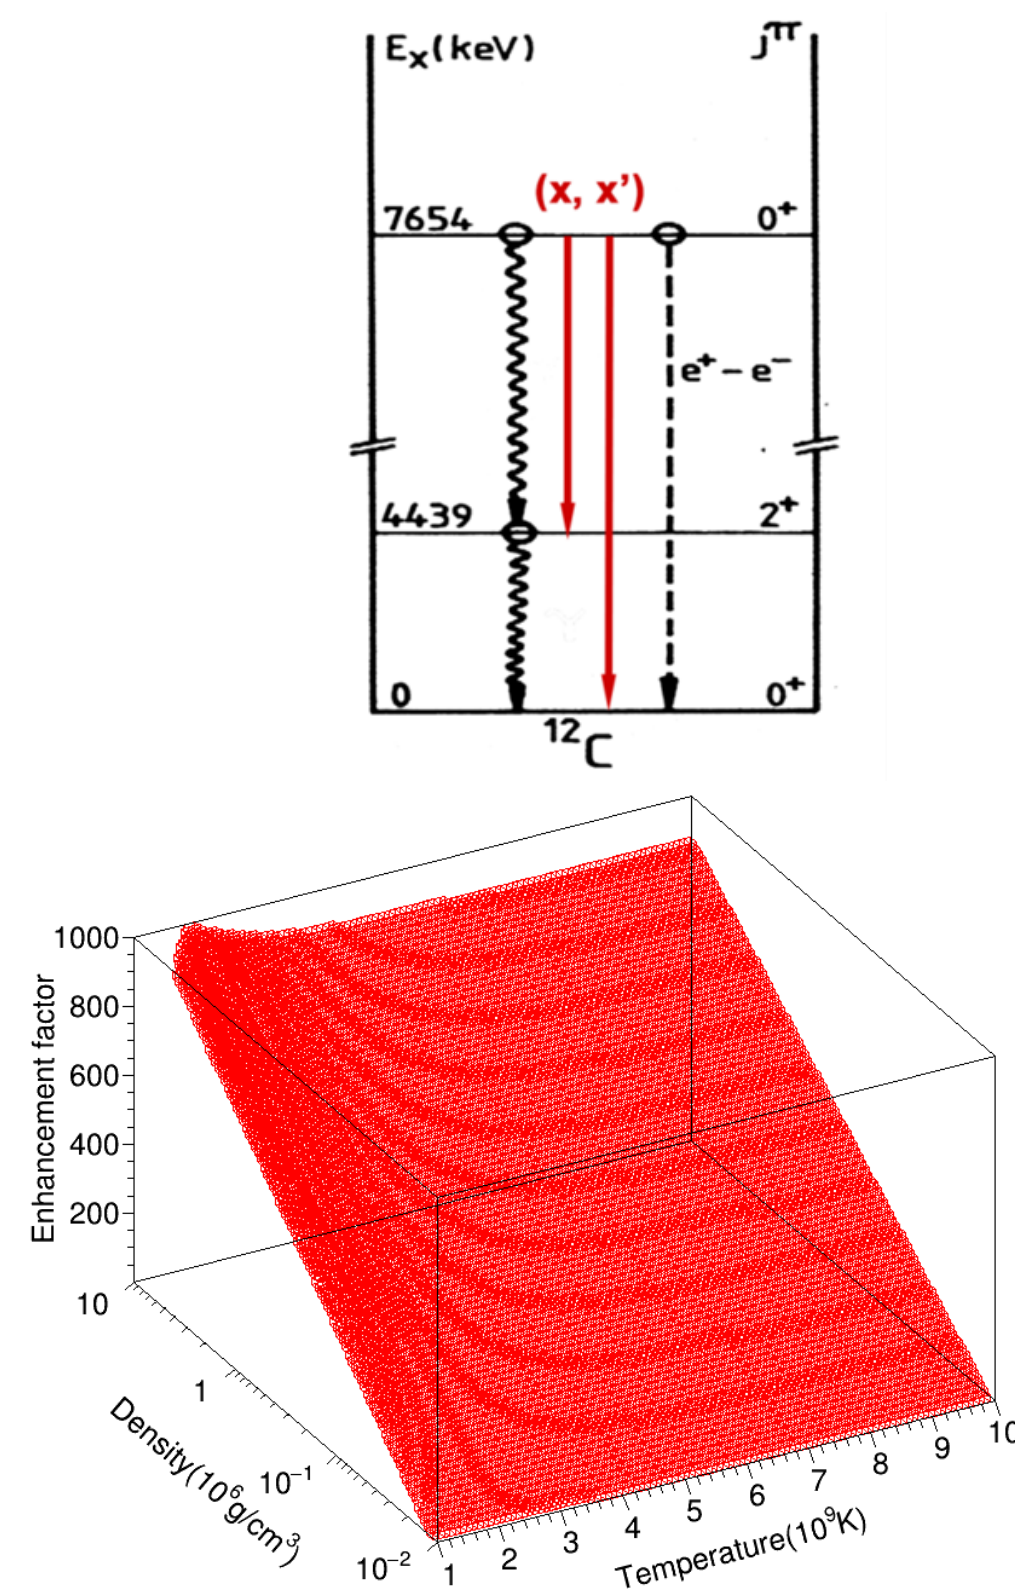 Eₓ(keV) jπ
(x, x')
7654 0⁺
e⁺ – e⁻
4439 2⁺
0 0⁺
¹²C
1000
800
600
400
200
Enhancement factor
10
1
10⁻¹
10⁻²
Density(10⁶g/cm³)
1 2 3 4 5 6 7 8 9 10
Temperature(10⁹K)